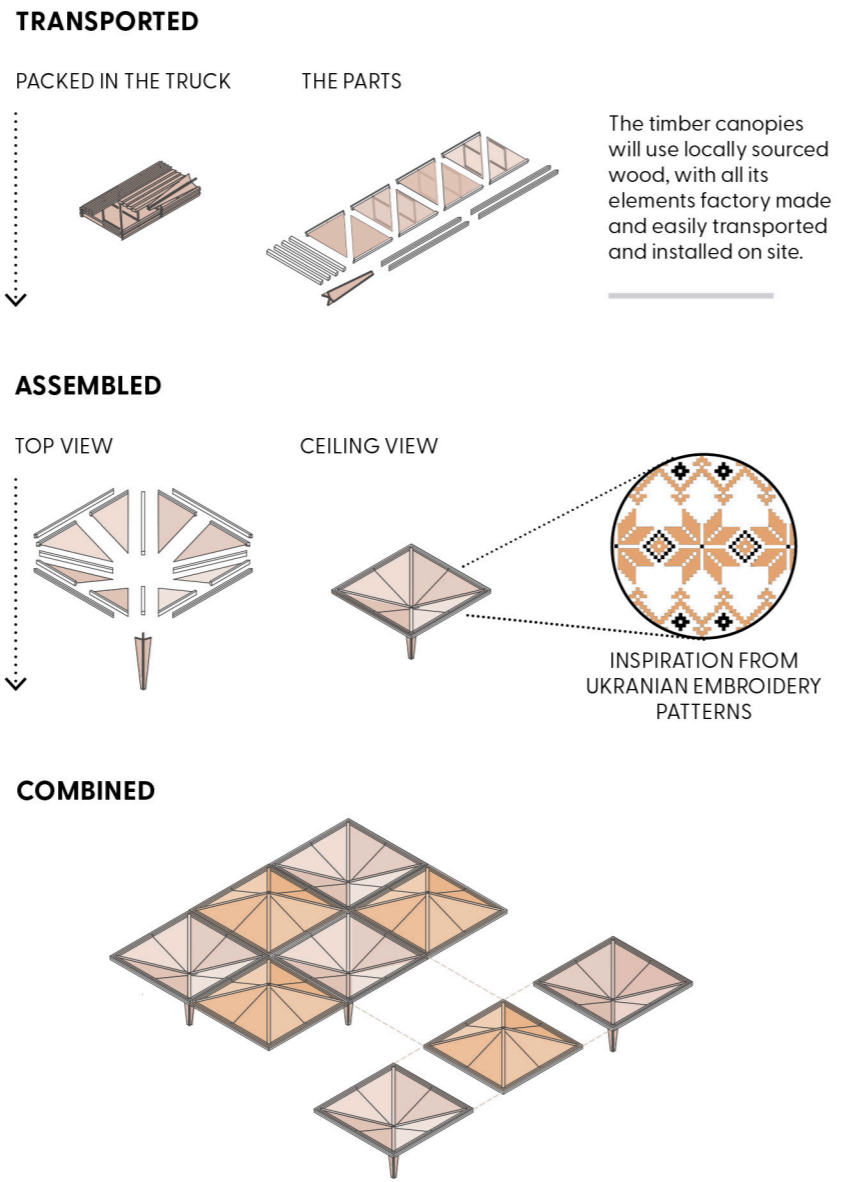 TRANSPORTED
PACKED IN THE TRUCK
THE PARTS
The timber canopies
will use locally sourced
wood, with all its
elements factory made
and easily transported
and installed on site.
ASSEMBLED
TOP VIEW
CEILING VIEW
INSPIRATION FROM
UKRANIAN EMBROIDERY
PATTERNS
COMBINED